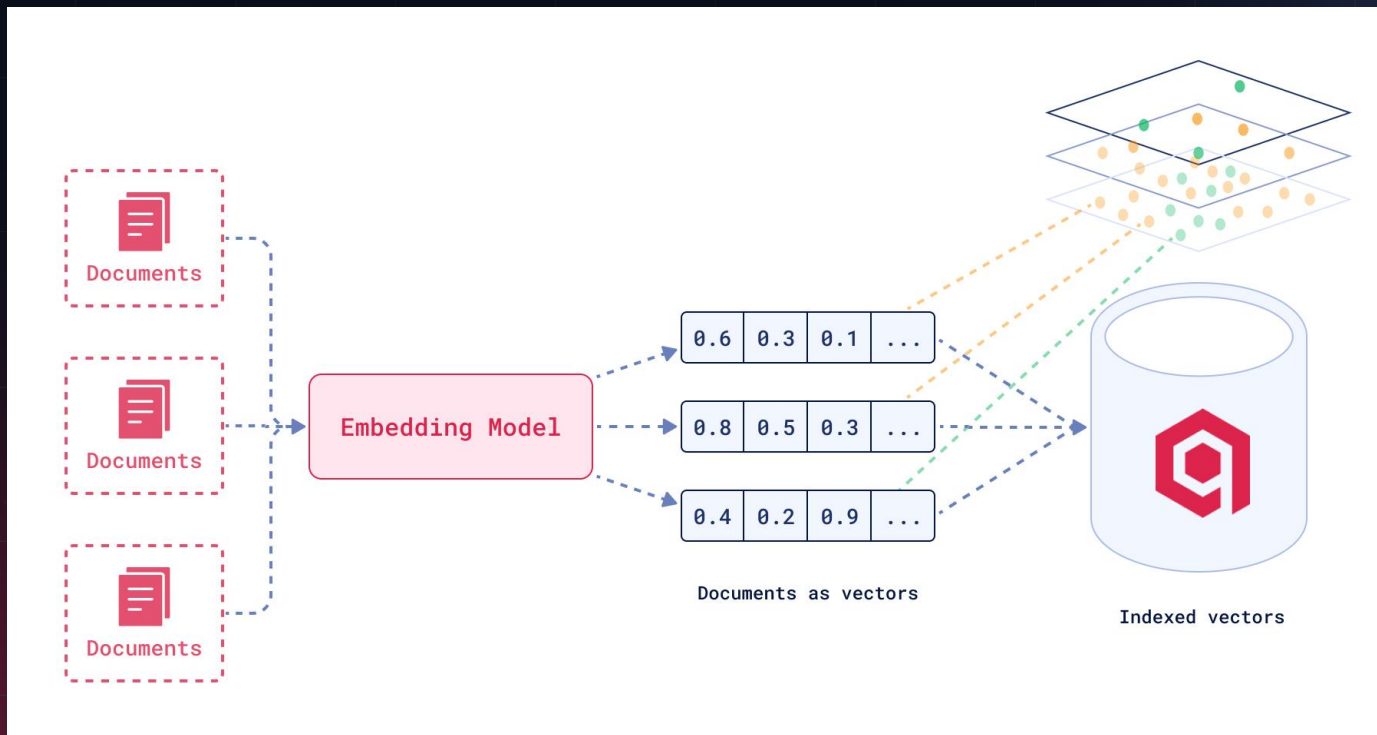 Documents
Documents
Documents
Embedding Model
0.6 0.3 0.1 ...
0.8 0.5 0.3 ...
0.4 0.2 0.9 ...
Documents as vectors
Indexed vectors